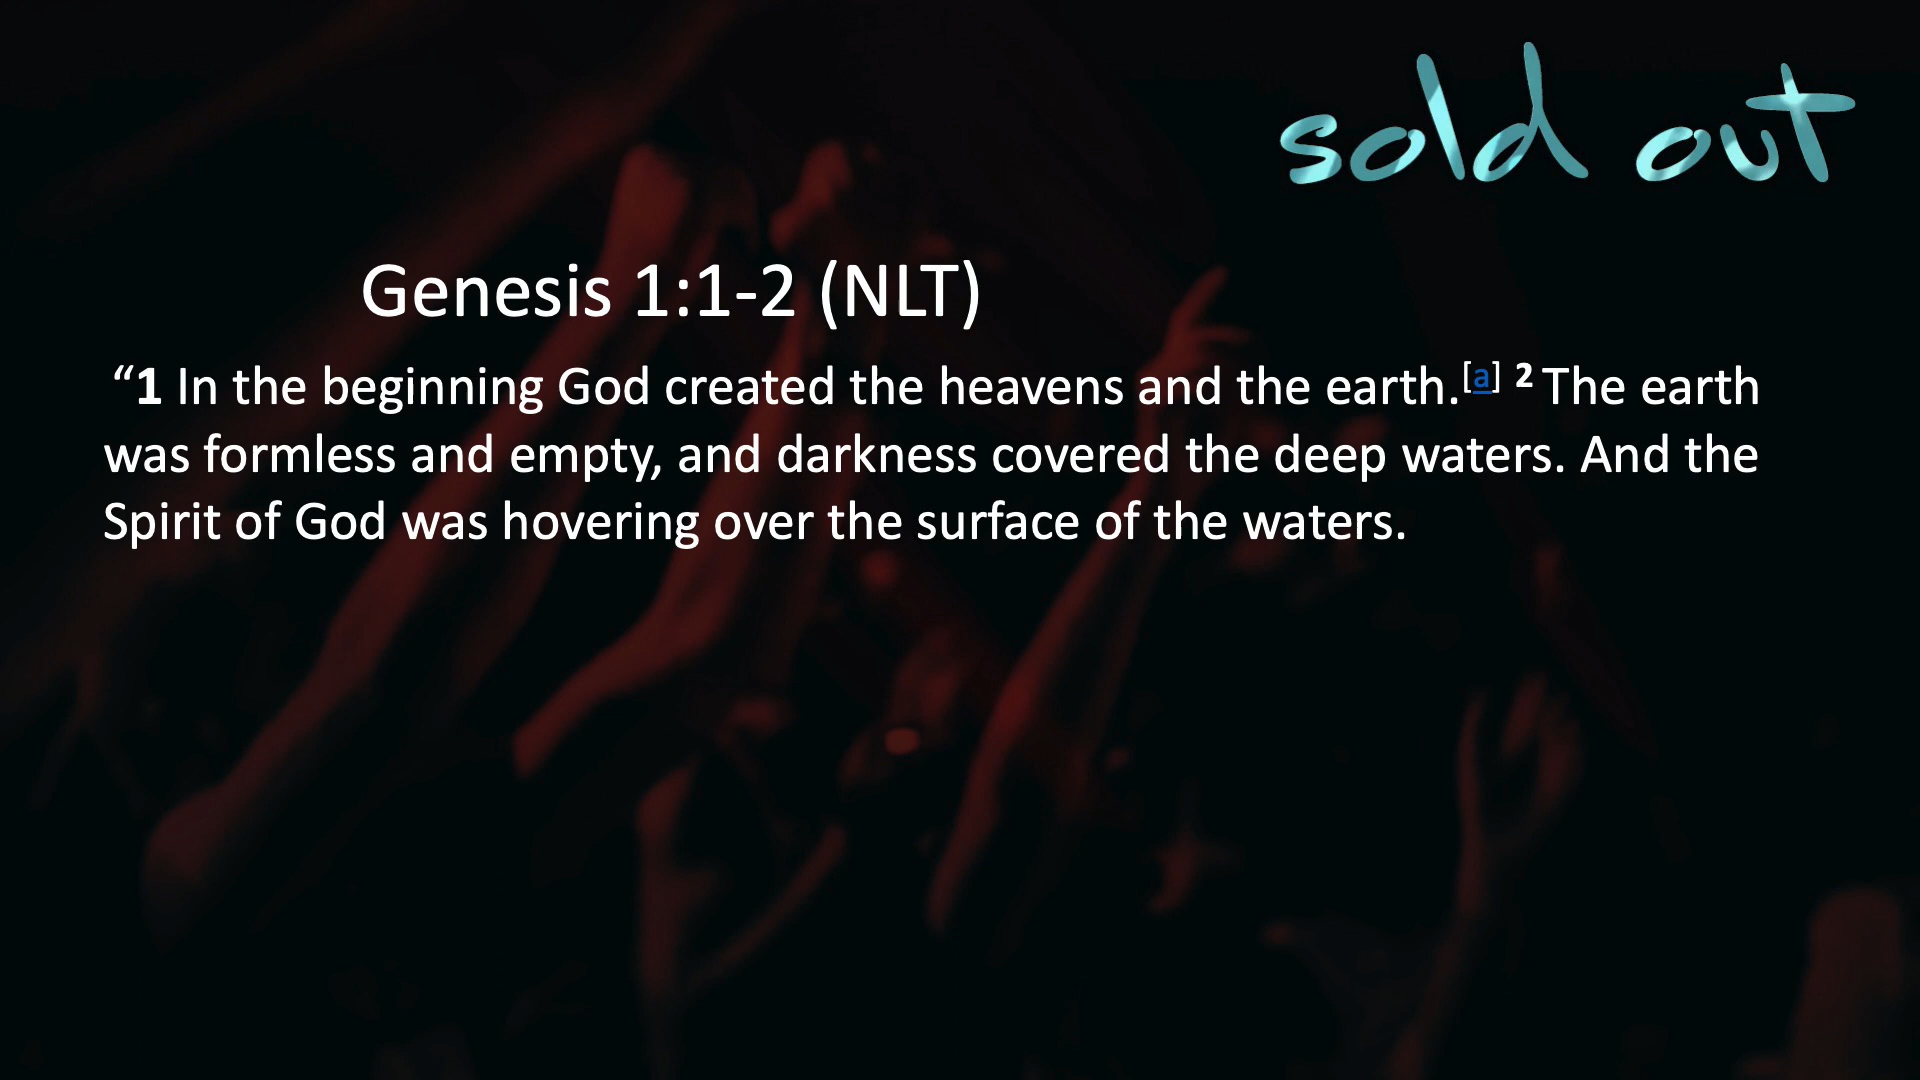 sold out
Genesis 1:1-2 (NLT)
“1 In the beginning God created the heavens and the earth.[a] 2 The earth
was formless and empty, and darkness covered the deep waters. And the
Spirit of God was hovering over the surface of the waters.